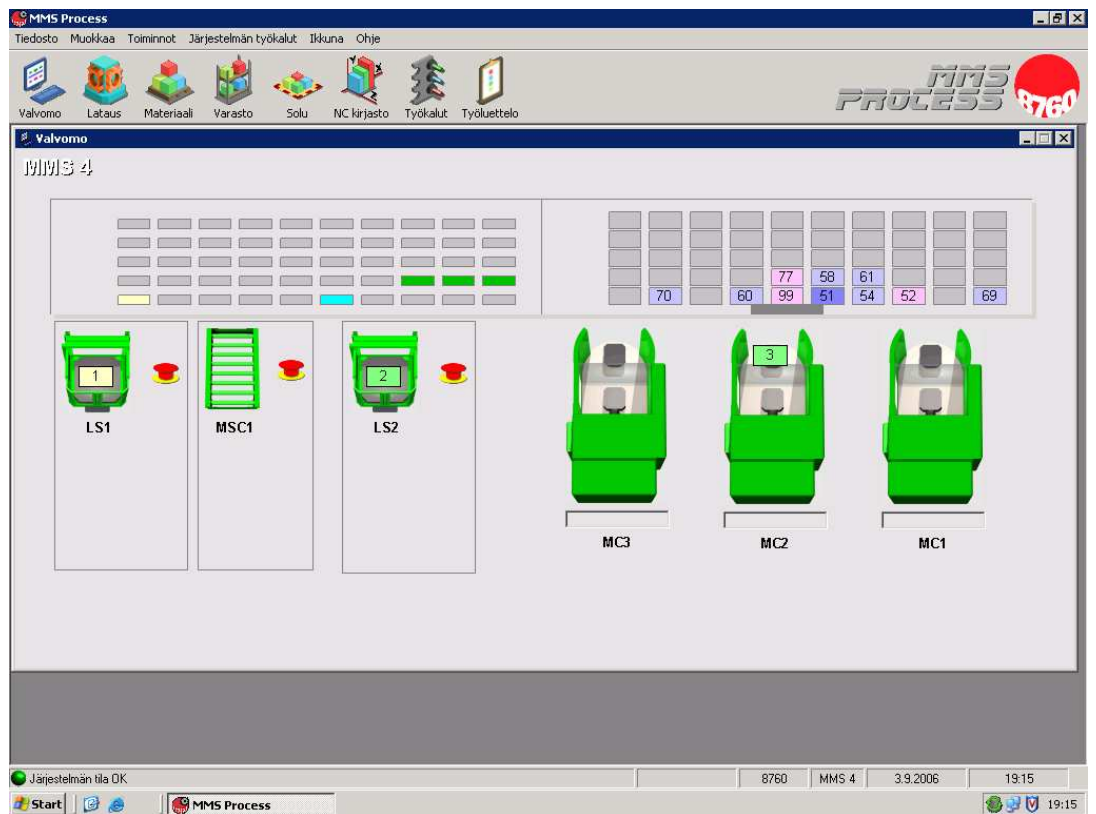 MMS Process
Tiedosto Muokkaa Toiminnot Järjestelmän työkalut Ikkuna Ohje
Valvomo Lataus Materiaali Varasto Solu NC kirjasto Työkalut Työluettelo
MMS
PROCESS
8760
Valvomo
MMS 4
77 58 61
70 60 99 51 54 52 69
1 2 3
LS1 MSC1 LS2
MC3 MC2 MC1
Järjestelmän tila OK 8760 MMS 4 3.9.2006 19:15
Start MMS Process 19:15